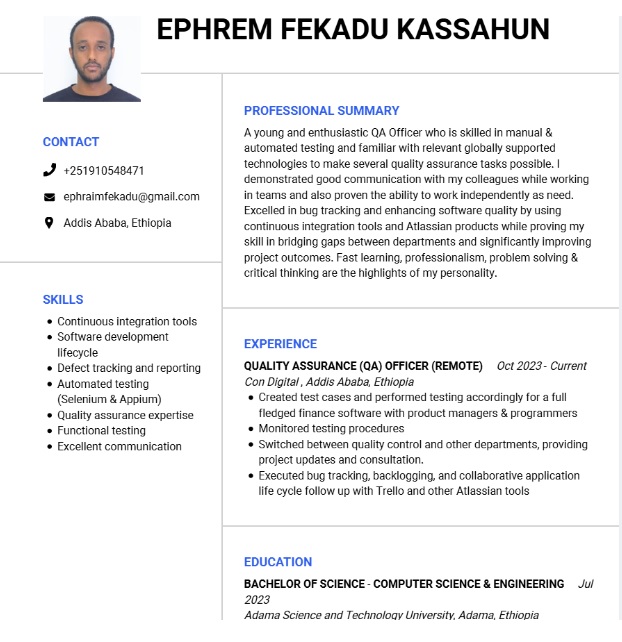 EPHREM FEKADU KASSAHUN
CONTACT
+251910548471
ephraimfekadu@gmail.com
Addis Ababa, Ethiopia
SKILLS
Continuous integration tools
Software development
lifecycle
Defect tracking and reporting
Automated testing
(Selenium & Appium)
Quality assurance expertise
Functional testing
Excellent communication
PROFESSIONAL SUMMARY
A young and enthusiastic QA Officer who is skilled in manual &
automated testing and familiar with relevant globally supported
technologies to make several quality assurance tasks possible. I
demonstrated good communication with my colleagues while working
in teams and also proven the ability to work independently as need.
Excelled in bug tracking and enhancing software quality by using
continuous integration tools and Atlassian products while proving my
skill in bridging gaps between departments and significantly improving
project outcomes. Fast learning, professionalism, problem solving &
critical thinking are the highlights of my personality.
EXPERIENCE
QUALITY ASSURANCE (QA) OFFICER (REMOTE) Oct 2023 - Current
Con Digital , Addis Ababa, Ethiopia
Created test cases and performed testing accordingly for a full
fledged finance software with product managers & programmers
Monitored testing procedures
Switched between quality control and other departments, providing
project updates and consultation.
Executed bug tracking, backlogging, and collaborative application
life cycle follow up with Trello and other Atlassian tools
EDUCATION
BACHELOR OF SCIENCE - COMPUTER SCIENCE & ENGINEERING Jul
2023
Adama Science and Technology University, Adama, Ethiopia